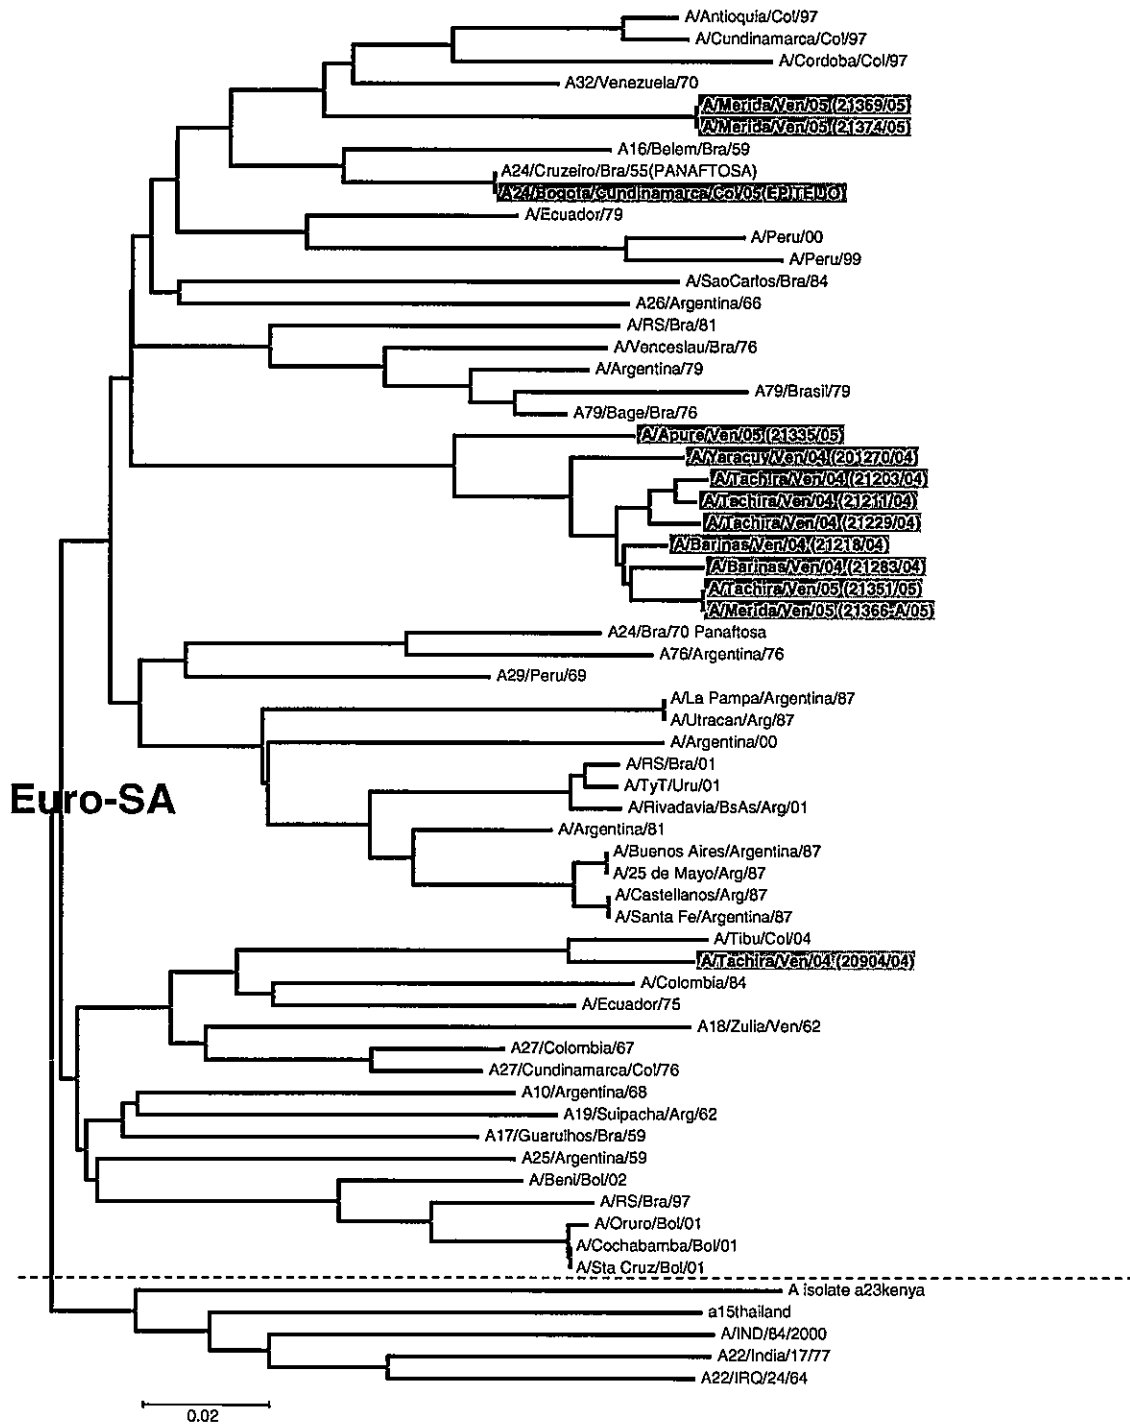 A/Antioquia/Col/97
A/Cundinamarca/Col/97
A/Cordoba/Col/97
A32/Venezuela/70
A/Merida/Ven/05 (21369/05)
A/Merida/Ven/05 (21374/05)
A16/Belem/Bra/59
A24/Cruzeiro/Bra/55(PANAFTOSA)
A24/Bogota/Cundinamarca/Col/05(EPITELIO)
A/Ecuador/79
A/Peru/00
A/Peru/99
A/SaoCarlos/Bra/84
A26/Argentina/66
A/RS/Bra/81
A/Venceslau/Bra/76
A/Argentina/79
A79/Brasil/79
A79/Bage/Bra/76
A/Apure/Ven/05 (21335/05)
A/Yaracuy/Ven/04 (201270/04)
A/Tachira/Ven/04 (21203/04)
A/Tachira/Ven/04 (21211/04)
A/Tachira/Ven/04 (21229/04)
A/Barinas/Ven/04 (21218/04)
A/Barinas/Ven/04 (21283/04)
A/Tachira/Ven/05 (21351/05)
A/Merida/Ven/05 (21366-A/05)
A24/Bra/70 Panaftosa
A76/Argentina/76
A29/Peru/69
A/La Pampa/Argentina/87
A/Utracan/Arg/87
A/Argentina/00
A/RS/Bra/01
A/TyT/Uru/01
Euro-SA
A/Rivadavia/BsAs/Arg/01
A/Argentina/81
A/Buenos Aires/Argentina/87
A/25 de Mayo/Arg/87
A/Castellanos/Arg/87
A/Santa Fe/Argentina/87
A/Tibu/Col/04
A/Tachira/Ven/04 (20904/04)
A/Colombia/84
A/Ecuador/75
A18/Zulia/Ven/62
A27/Colombia/67
A27/Cundinamarca/Col/76
A10/Argentina/68
A19/Suipacha/Arg/62
A17/Guarulhos/Bra/59
A25/Argentina/59
A/Beni/Bol/02
A/RS/Bra/97
A/Oruro/Bol/01
A/Cochabamba/Bol/01
A/Sta Cruz/Bol/01
A isolate a23kenya
a15thailand
A/IND/84/2000
A22/India/17/77
A22/IRQ/24/64
0.02